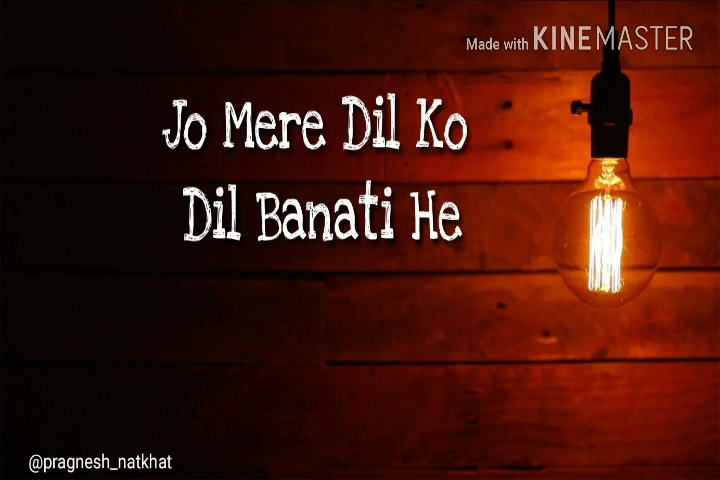 Made with KINEMASTER
Jo Mere Dil Ko
Dil Banati He
@pragnesh_natkhat